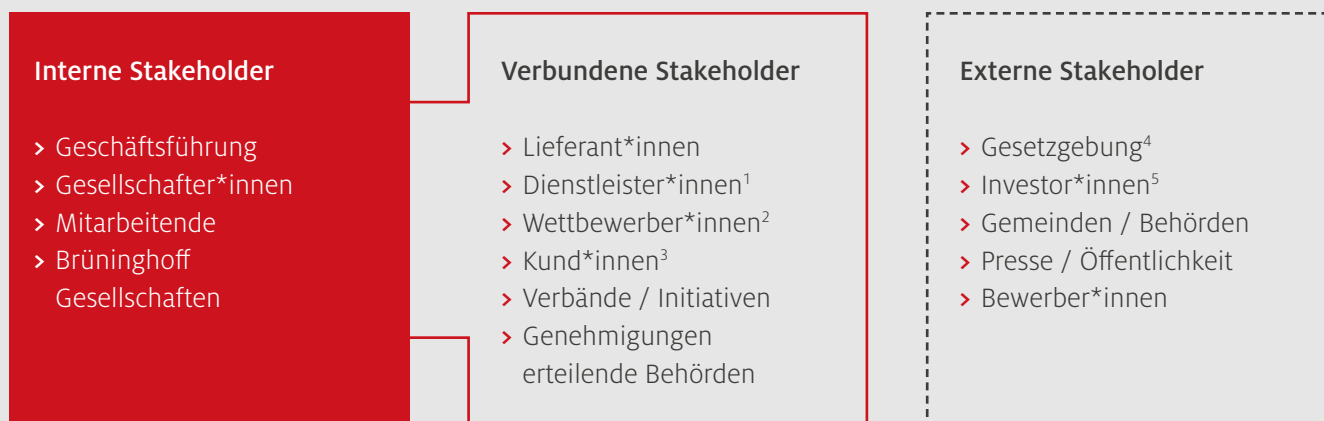 Interne Stakeholder
> Geschäftsführung
> Gesellschafter*innen
> Mitarbeitende
> Brüninghoff
Gesellschaften
Verbundene Stakeholder
> Lieferant*innen
> Dienstleister*innen¹
> Wettbewerber*innen²
> Kund*innen³
> Verbände / Initiativen
> Genehmigungen
erteilende Behörden
Externe Stakeholder
> Gesetzgebung⁴
> Investor*innen⁵
> Gemeinden / Behörden
> Presse / Öffentlichkeit
> Bewerber*innen